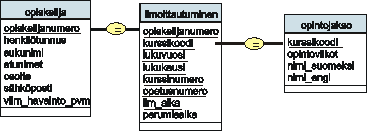 opiskelija
opiskelijanumero
henkilötunnus
sukunimi
etunimet
osoite
sähköposti
viim_havainto_pvm
=
ilmoittautuminen
opiskelijanumero
kurssikoodi
lukuvuosi
lukukausi
kurssinumero
opetusnumero
ilm_aika
perumisaika
=
opintojakso
kurssikoodi
opintoviikot
nimi_suomeksi
nimi_engl